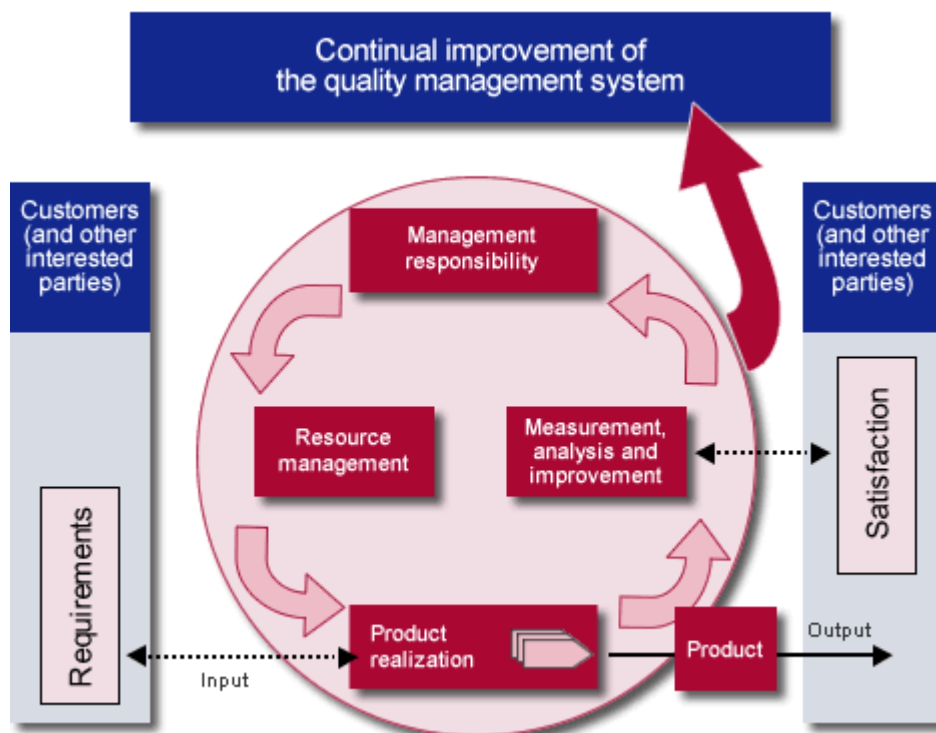 Continual improvement of
the quality management system
Customers
(and other
interested
parties)
Customers
(and other
interested
parties)
Management
responsibility
Resource
management
Measurement,
analysis and
improvement
Satisfaction
Requirements
Product
realization
Product
Input
Output